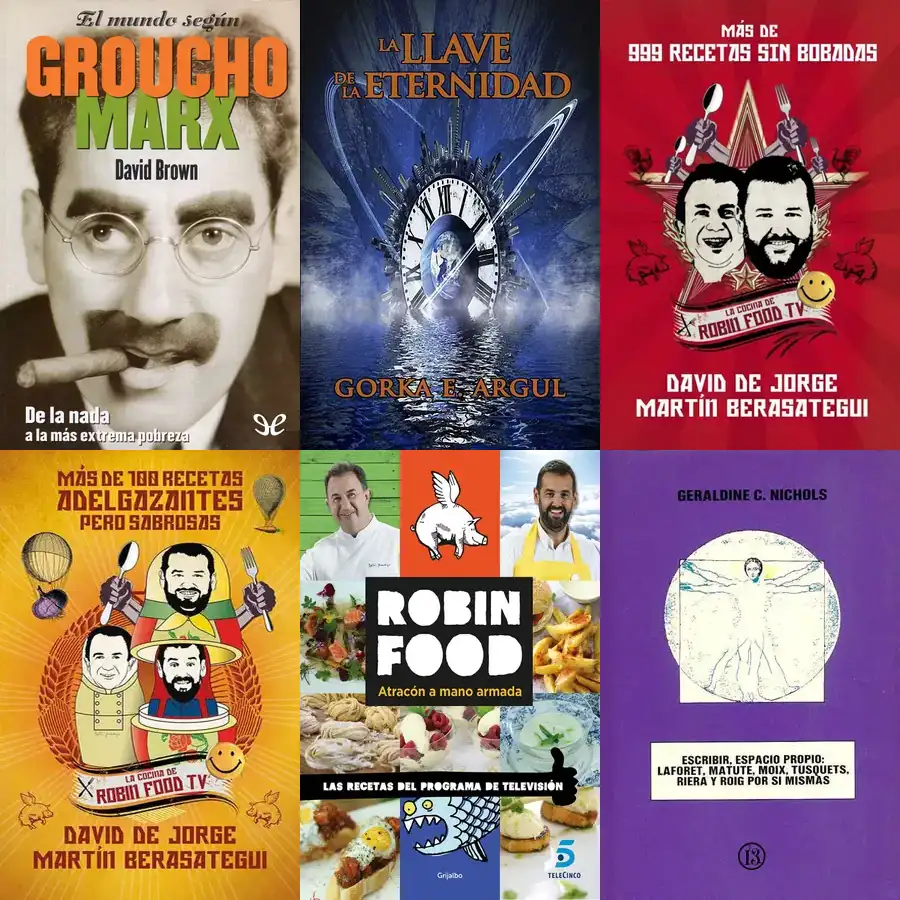 El mundo según
GROUCHO
MARX
David Brown
De la nada
a la más extrema pobreza
LA LLAVE
DE LA ETERNIDAD
GORKA E. ARGUL
MÁS DE
999 RECETAS SIN BOBADAS
LA COCINA DE
ROBIN FOOD TV
DAVID DE JORGE
MARTÍN BERASATEGUI
MÁS DE 100 RECETAS
ADELGAZANTES
PERO SABROSAS
LA COCINA DE
ROBIN FOOD TV
DAVID DE JORGE
MARTÍN BERASATEGUI
ROBIN
FOOD
Atracón a mano armada
LAS RECETAS DEL PROGRAMA DE TELEVISIÓN
Grijalbo
5
TELECINCO
GERALDINE C. NICHOLS
ESCRIBIR, ESPACIO PROPIO:
LAFORET, MATUTE, MOIX, TUSQUETS,
RIERA Y ROIG POR SI MISMAS
13